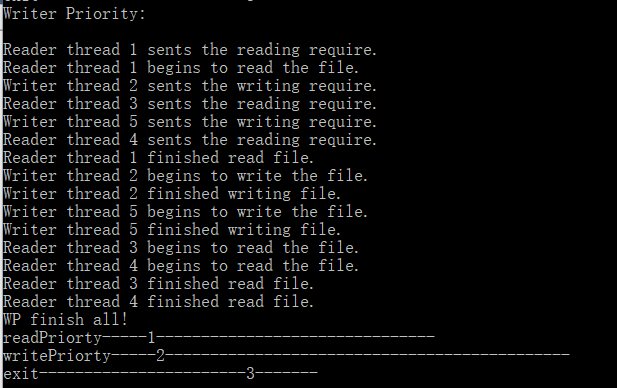 Writer Priority:
Reader thread 1 sents the reading require.
Reader thread 1 begins to read the file.
Writer thread 2 sents the writing require.
Reader thread 3 sents the reading require.
Writer thread 5 sents the writing require.
Reader thread 4 sents the reading require.
Reader thread 1 finished read file.
Writer thread 2 begins to write the file.
Writer thread 2 finished writing file.
Writer thread 5 begins to write the file.
Writer thread 5 finished writing file.
Reader thread 3 begins to read the file.
Reader thread 4 begins to read the file.
Reader thread 3 finished read file.
Reader thread 4 finished read file.
WP finish all!
readPriorty-----1-------------------------------
writePriorty-----2---------------------------------------------
exit-----------------------3-------